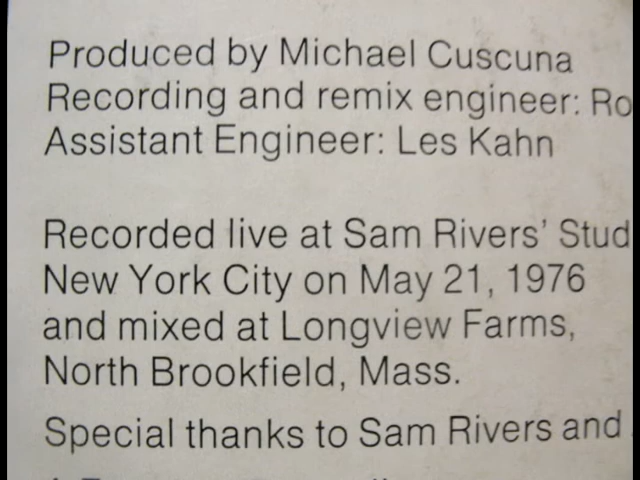 Produced by Michael Cuscuna
Recording and remix engineer: Ro
Assistant Engineer: Les Kahn
Recorded live at Sam Rivers' Stud
New York City on May 21, 1976
and mixed at Longview Farms,
North Brookfield, Mass.
Special thanks to Sam Rivers and